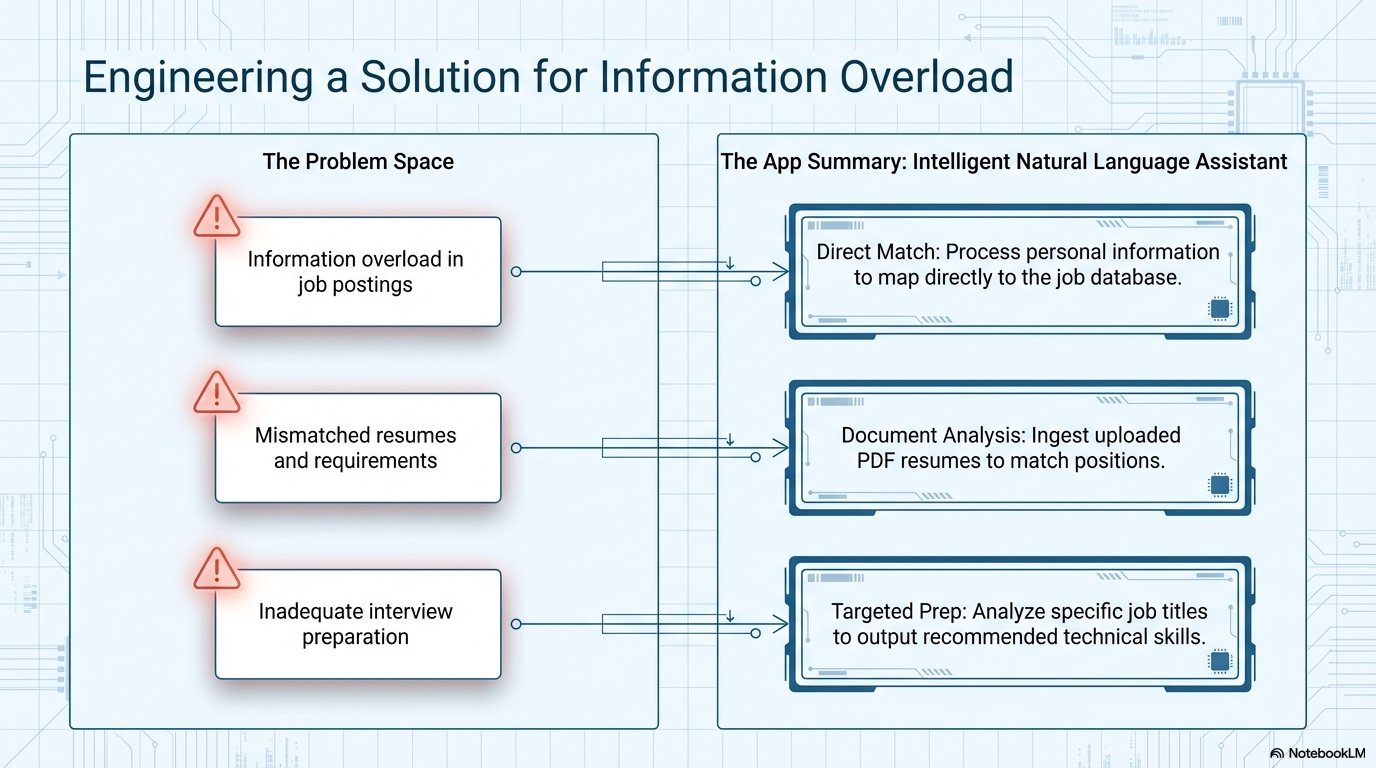 Engineering a Solution for Information Overload
The Problem Space
Information overload in
job postings
Mismatched resumes
and requirements
Inadequate interview
preparation
The App Summary: Intelligent Natural Language Assistant
Direct Match: Process personal information
to map directly to the job database.
Document Analysis: Ingest uploaded
PDF resumes to match positions.
Targeted Prep: Analyze specific job titles
to output recommended technical skills.
NotebookLM